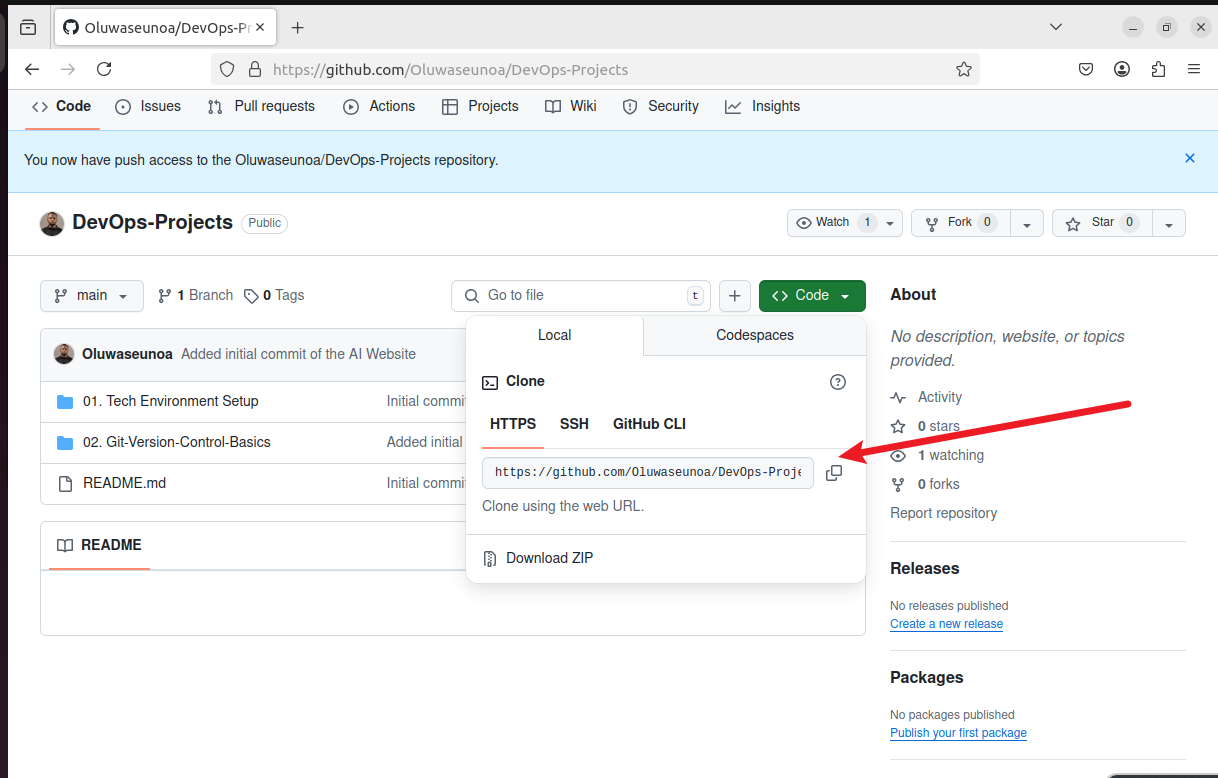 Oluwaseunoa/DevOps-Pr
https://github.com/Oluwaseunoa/DevOps-Projects
Code Issues Pull requests Actions Projects Wiki Security Insights
You now have push access to the Oluwaseunoa/DevOps-Projects repository.
DevOps-Projects Public Watch 1 Fork 0 Star 0
main 1 Branch 0 Tags Go to file t Code
Oluwaseunoa Added initial commit of the AI Website
01. Tech Environment Setup Initial commi
02. Git-Version-Control-Basics Added initial
README.md Initial commi
README
Local Codespaces
Clone
HTTPS SSH GitHub CLI
https://github.com/Oluwaseunoa/DevOps-Proje
Clone using the web URL.
Download ZIP
About
No description, website, or topics
provided.
Activity
0 stars
1 watching
0 forks
Report repository
Releases
No releases published
Create a new release
Packages
No packages published
Publish your first package